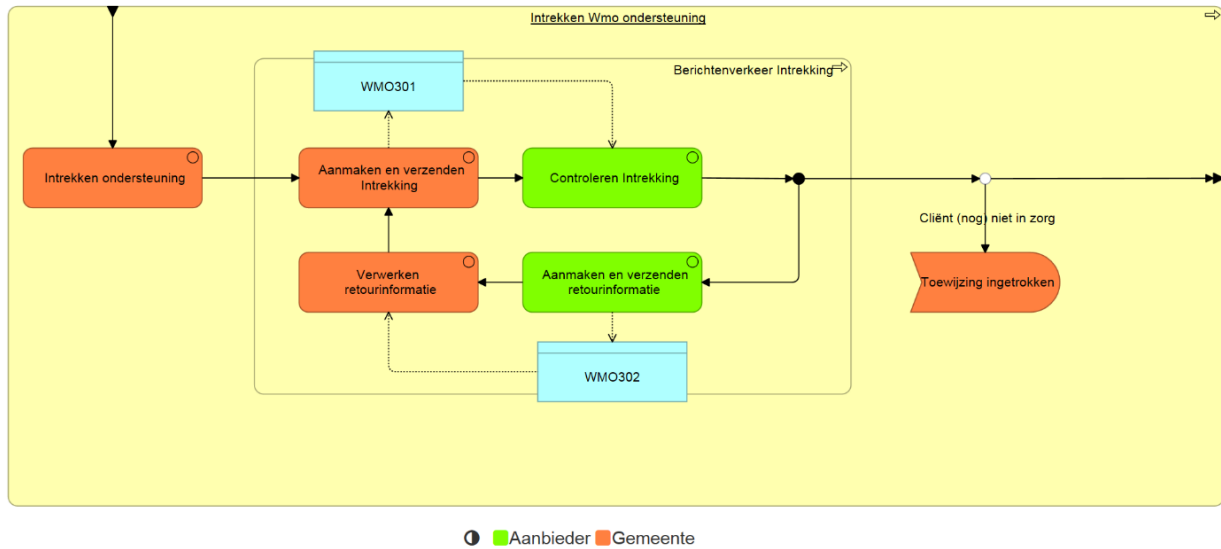 Intrekken Wmo ondersteuning
Berichtenverkeer Intrekking
WMO301
Intrekken ondersteuning
Aanmaken en verzenden
Intrekking
Controleren Intrekking
Cliënt (nog) niet in zorg
Verwerken
retourinformatie
Aanmaken en verzenden
retourinformatie
Toewijzing ingetrokken
WMO302
Aanbieder Gemeente